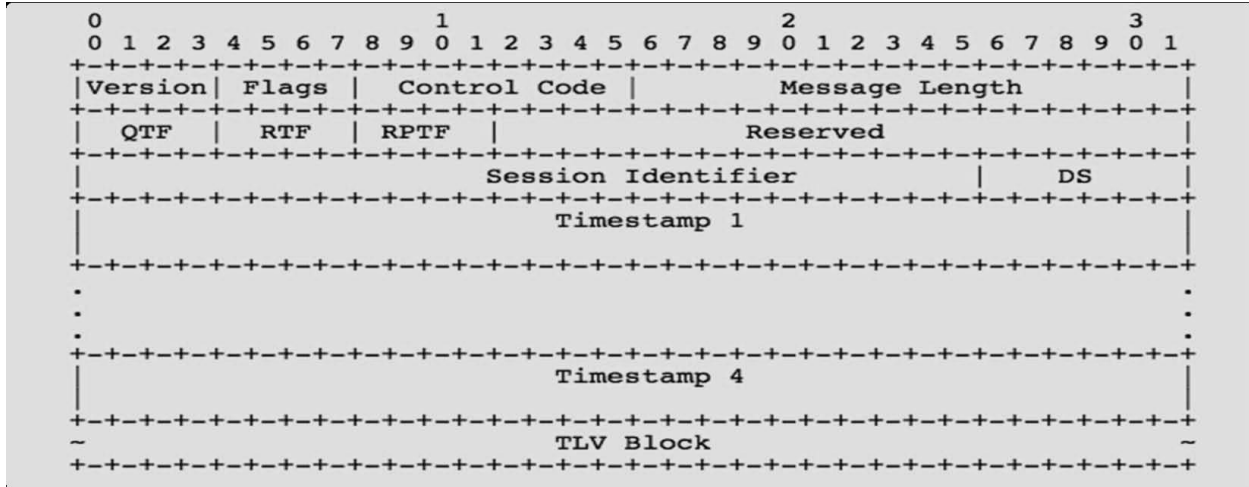 0                   1                   2                   3
0 1 2 3 4 5 6 7 8 9 0 1 2 3 4 5 6 7 8 9 0 1 2 3 4 5 6 7 8 9 0 1
+-+-+-+-+-+-+-+-+-+-+-+-+-+-+-+-+-+-+-+-+-+-+-+-+-+-+-+-+-+-+-+-+
|Version| Flags |  Control Code |        Message Length         |
+-+-+-+-+-+-+-+-+-+-+-+-+-+-+-+-+-+-+-+-+-+-+-+-+-+-+-+-+-+-+-+-+
|  QTF  |  RTF  | RPTF  |              Reserved                 |
+-+-+-+-+-+-+-+-+-+-+-+-+-+-+-+-+-+-+-+-+-+-+-+-+-+-+-+-+-+-+-+-+
|                       Session Identifier          |    DS     |
+-+-+-+-+-+-+-+-+-+-+-+-+-+-+-+-+-+-+-+-+-+-+-+-+-+-+-+-+-+-+-+-+
|                           Timestamp 1                         |
|                                                               |
+-+-+-+-+-+-+-+-+-+-+-+-+-+-+-+-+-+-+-+-+-+-+-+-+-+-+-+-+-+-+-+-+
.                                                               .
.                                                               .
.                                                               .
+-+-+-+-+-+-+-+-+-+-+-+-+-+-+-+-+-+-+-+-+-+-+-+-+-+-+-+-+-+-+-+-+
|                           Timestamp 4                         |
|                                                               |
+-+-+-+-+-+-+-+-+-+-+-+-+-+-+-+-+-+-+-+-+-+-+-+-+-+-+-+-+-+-+-+-+
~                           TLV Block                           ~
+-+-+-+-+-+-+-+-+-+-+-+-+-+-+-+-+-+-+-+-+-+-+-+-+-+-+-+-+-+-+-+-+